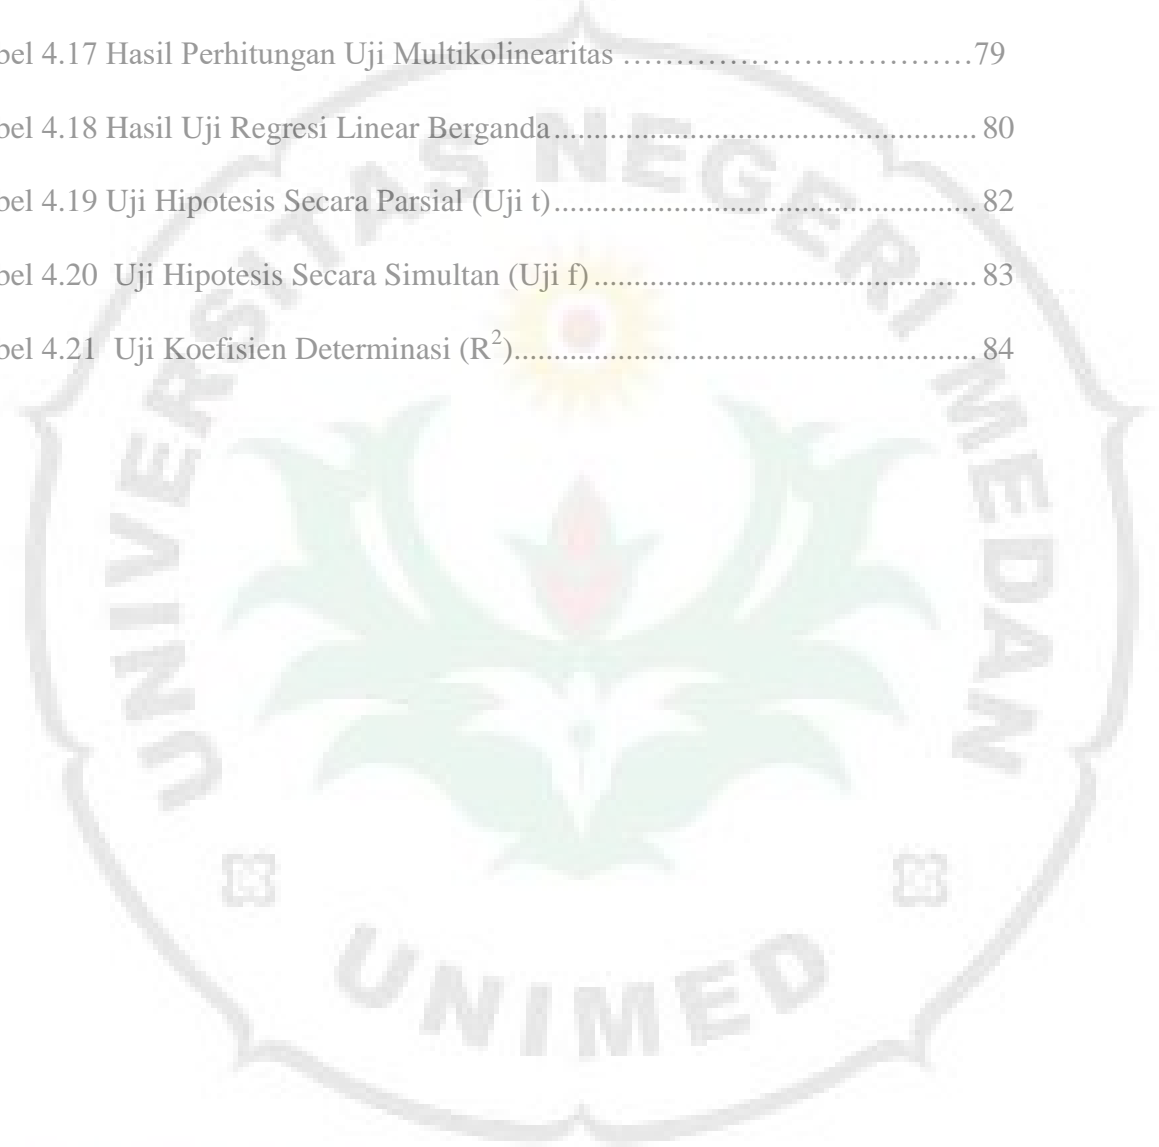 bel 4.17 Hasil Perhitungan Uji Multikolinearitas ……………………………79
bel 4.18 Hasil Uji Regresi Linear Berganda..................................................... 80
bel 4.19 Uji Hipotesis Secara Parsial (Uji t)..................................................... 82
bel 4.20 Uji Hipotesis Secara Simultan (Uji f)................................................ 83
bel 4.21 Uji Koefisien Determinasi (R²).......................................................... 84
UNIVERSITAS NEGERI MEDAN
UNIMED